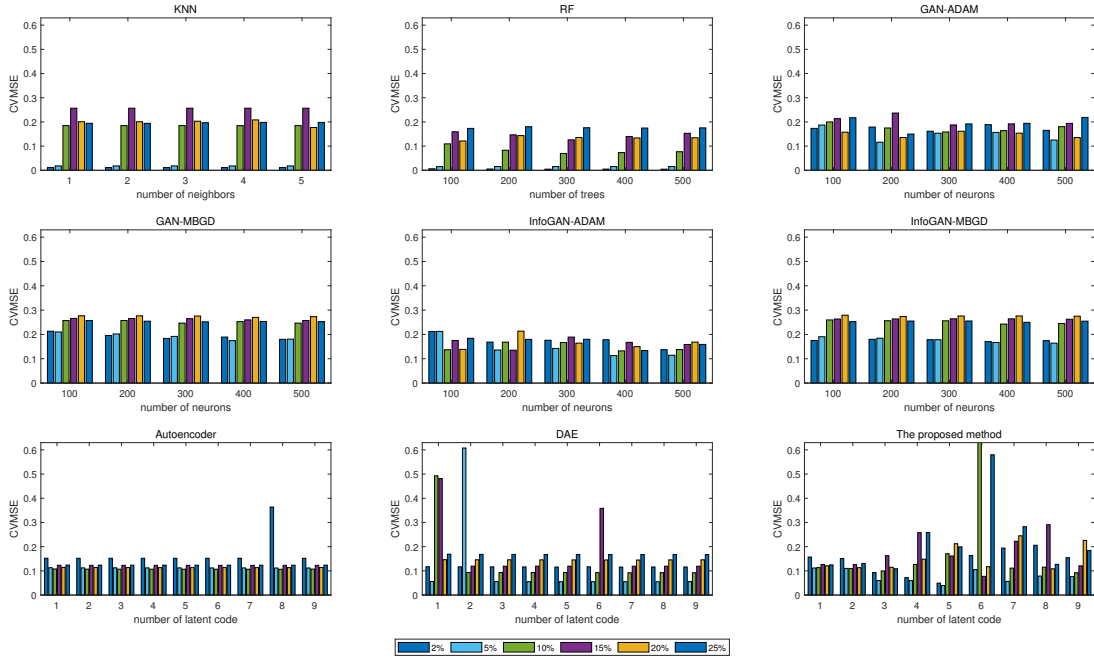 KNN
0.6
0.5
0.4
0.3
0.2
0.1
0
CVMSE
1 2 3 4 5
number of neighbors
RF
0.6
0.5
0.4
0.3
0.2
0.1
0
CVMSE
100 200 300 400 500
number of trees
GAN-ADAM
0.6
0.5
0.4
0.3
0.2
0.1
0
CVMSE
100 200 300 400 500
number of neurons
GAN-MBGD
0.6
0.5
0.4
0.3
0.2
0.1
0
CVMSE
100 200 300 400 500
number of neurons
InfoGAN-ADAM
0.6
0.5
0.4
0.3
0.2
0.1
0
CVMSE
100 200 300 400 500
number of neurons
InfoGAN-MBGD
0.6
0.5
0.4
0.3
0.2
0.1
0
CVMSE
100 200 300 400 500
number of neurons
Autoencoder
0.6
0.5
0.4
0.3
0.2
0.1
0
CVMSE
1 2 3 4 5 6 7 8 9
number of latent code
DAE
0.6
0.5
0.4
0.3
0.2
0.1
0
CVMSE
1 2 3 4 5 6 7 8 9
number of latent code
The proposed method
0.6
0.5
0.4
0.3
0.2
0.1
0
CVMSE
1 2 3 4 5 6 7 8 9
number of latent code
2% 5% 10% 15% 20% 25%